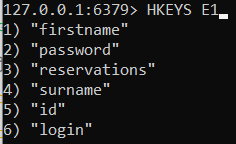 127.0.0.1:6379> HKEYS E1
1) "firstname"
2) "password"
3) "reservations"
4) "surname"
5) "id"
6) "login"